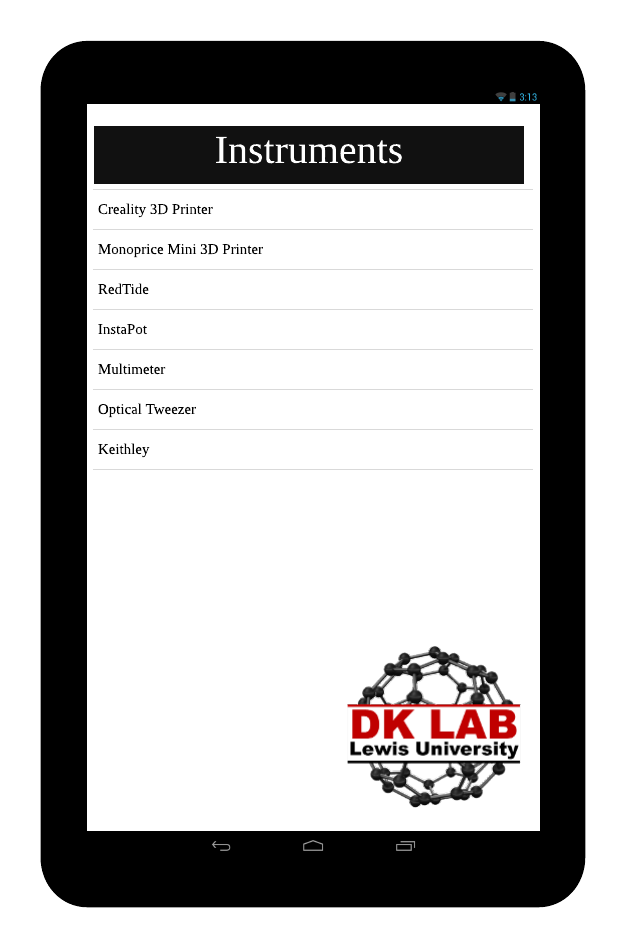 3:13
Instruments
Creality 3D Printer
Monoprice Mini 3D Printer
RedTide
InstaPot
Multimeter
Optical Tweezer
Keithley
DK LAB
Lewis University